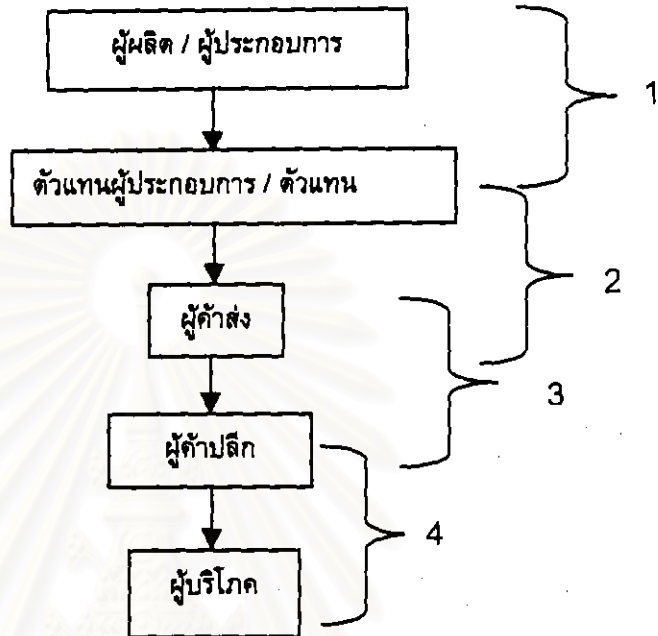 ผู้ผลิต / ผู้ประกอบการ
1
ตัวแทนผู้ประกอบการ / ตัวแทน
2
ผู้ค้าส่ง
3
ผู้ค้าปลีก
4
ผู้บริโภค